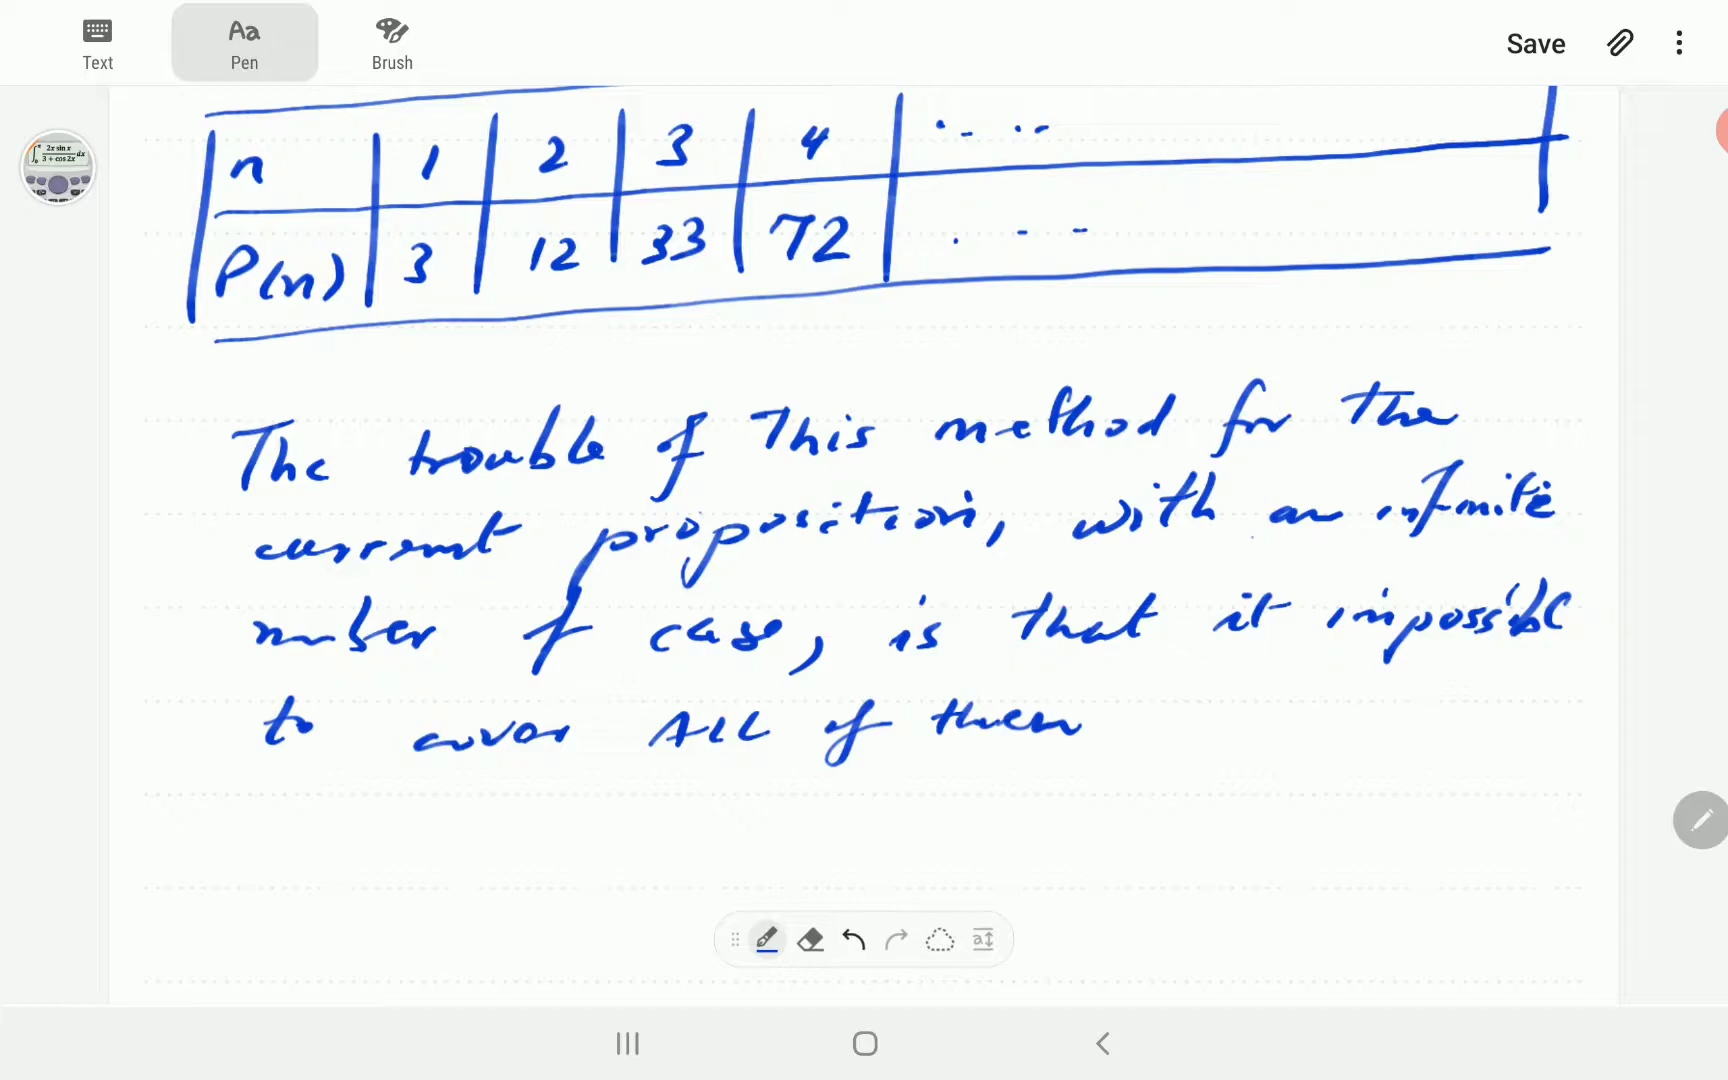 Text
Aa
Pen
Brush
Save
n 1 2 3 4 .. - .. -
P(n) 3 12 33 72 . - -
The trouble of This method for the
current proposition, with an infinite
number of case, is that it impossible
to cover ALL of them